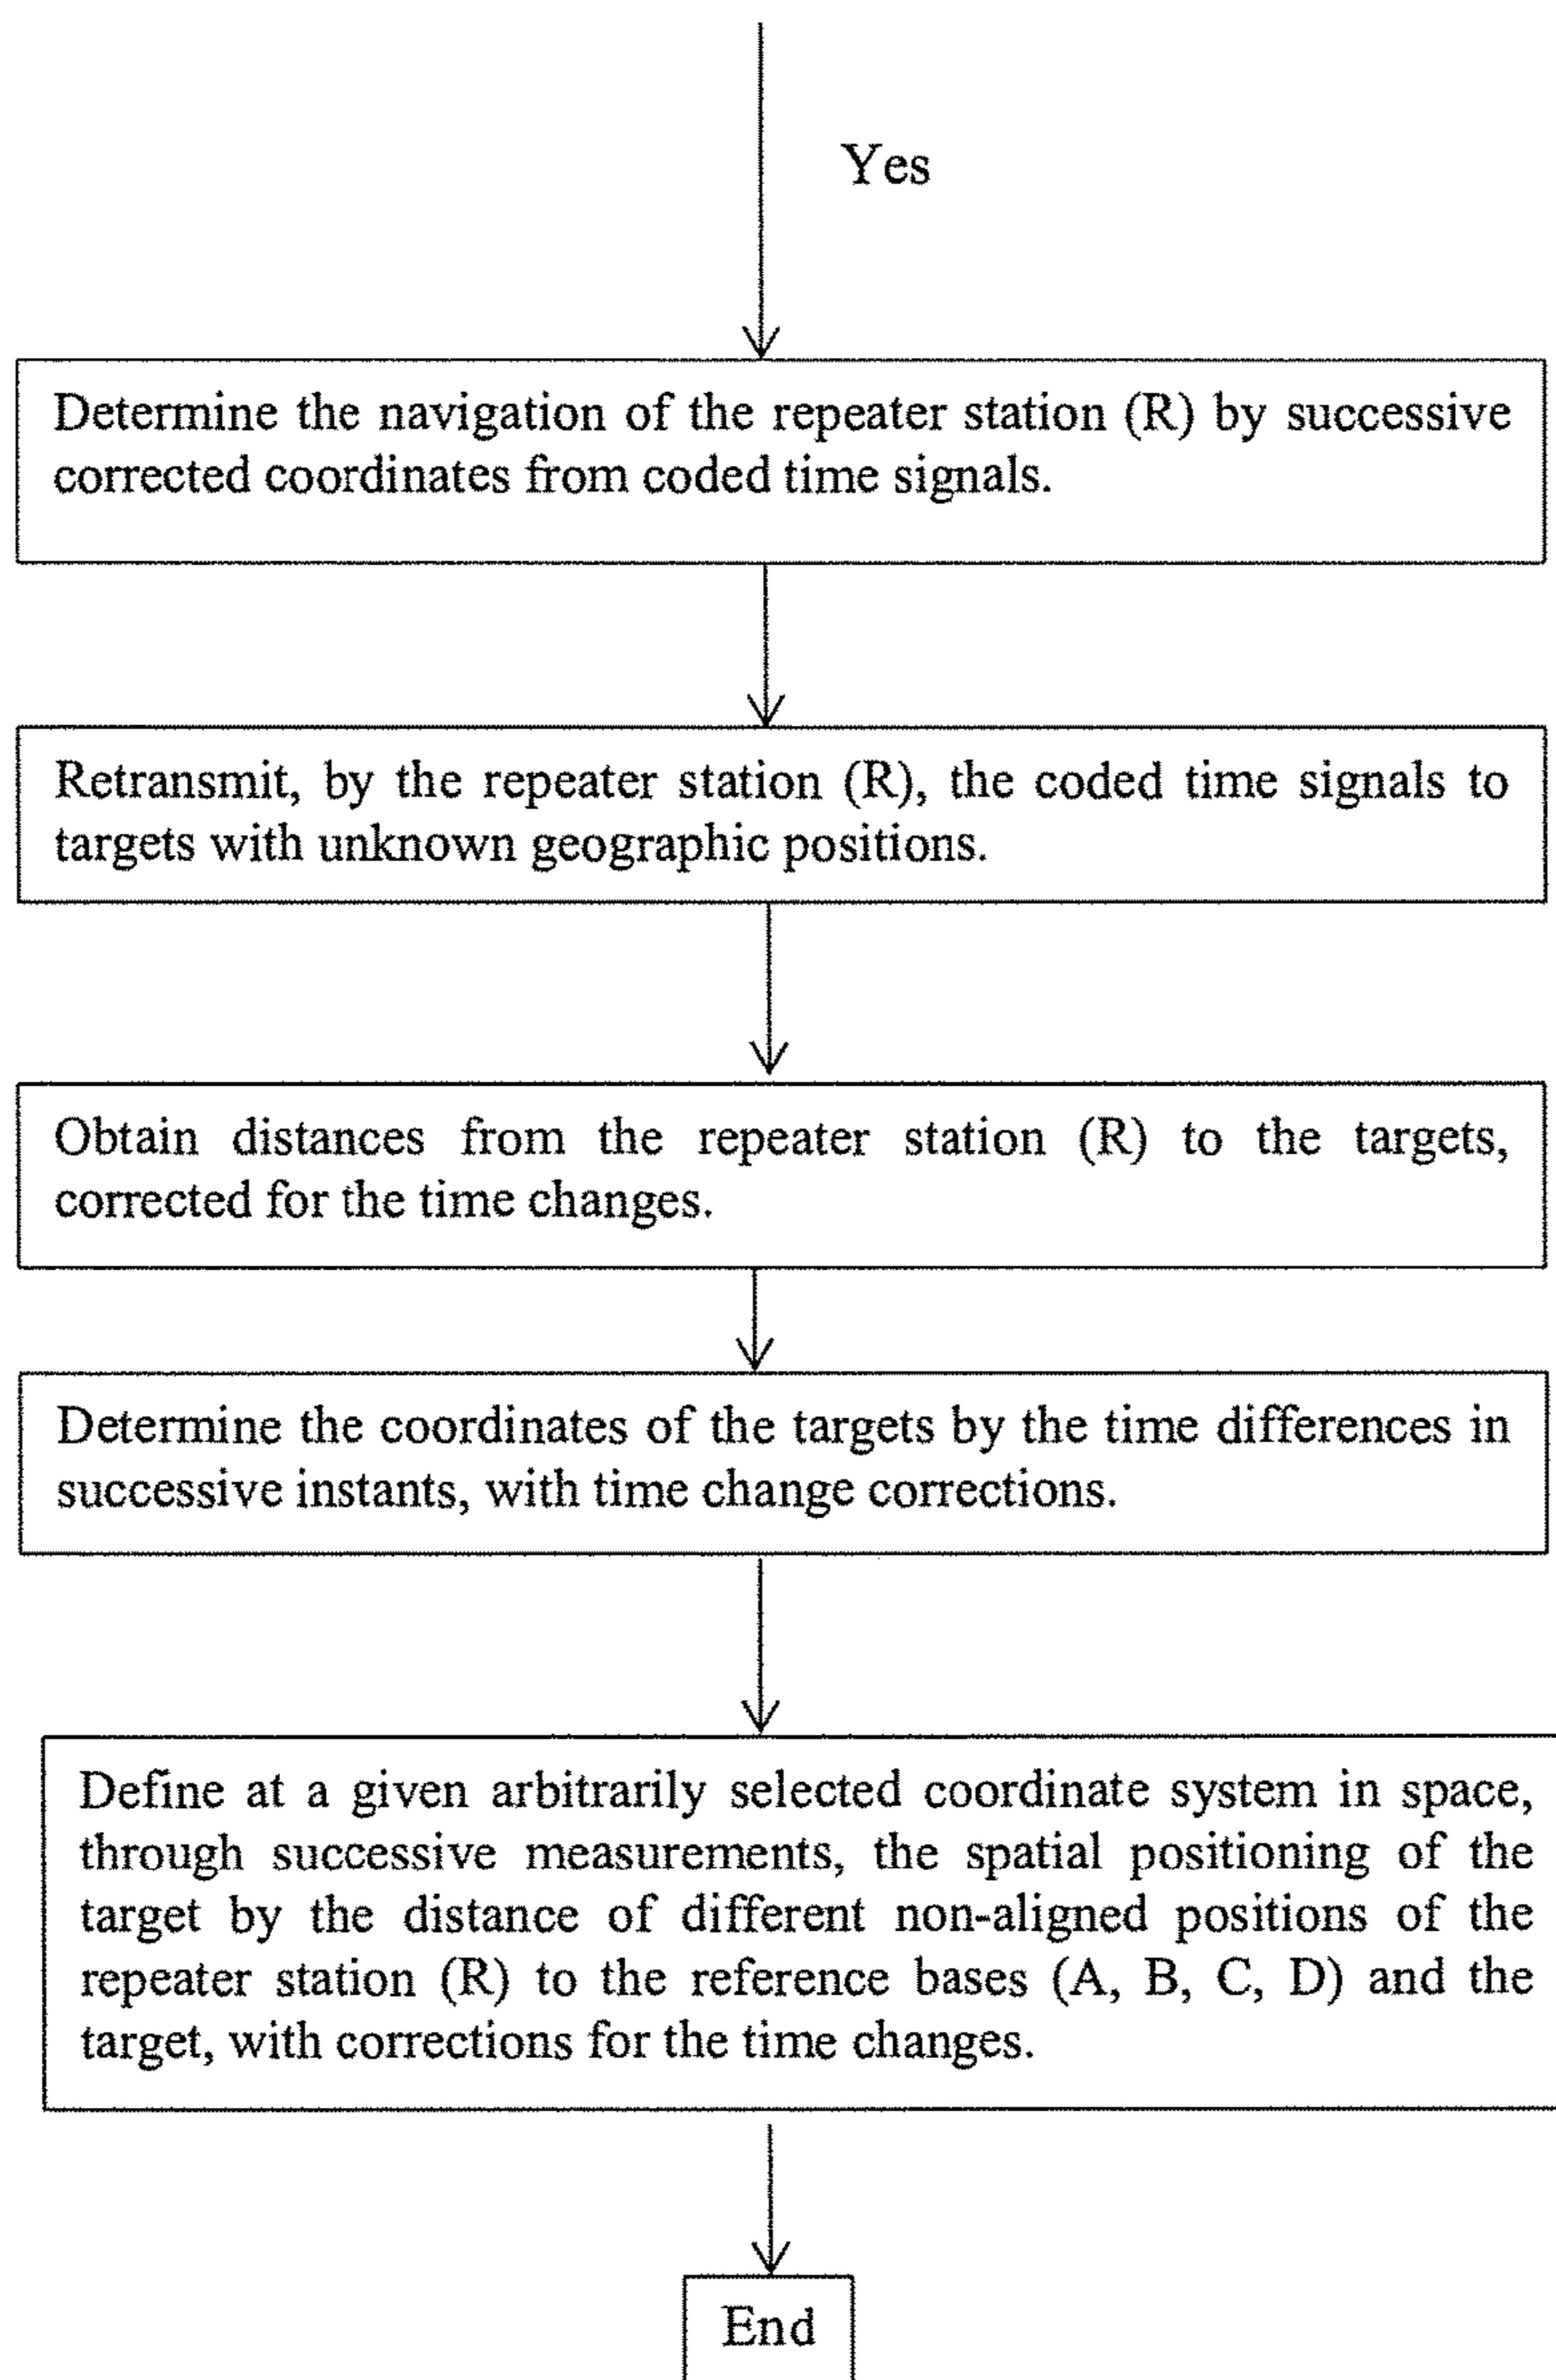 Yes
Determine the navigation of the repeater station (R) by successive
corrected coordinates from coded time signals.
Retransmit, by the repeater station (R), the coded time signals to
targets with unknown geographic positions.
Obtain distances from the repeater station (R) to the targets,
corrected for the time changes.
Determine the coordinates of the targets by the time differences in
successive instants, with time change corrections.
Define at a given arbitrarily selected coordinate system in space,
through successive measurements, the spatial positioning of the
target by the distance of different non-aligned positions of the
repeater station (R) to the reference bases (A, B, C, D) and the
target, with corrections for the time changes.
End